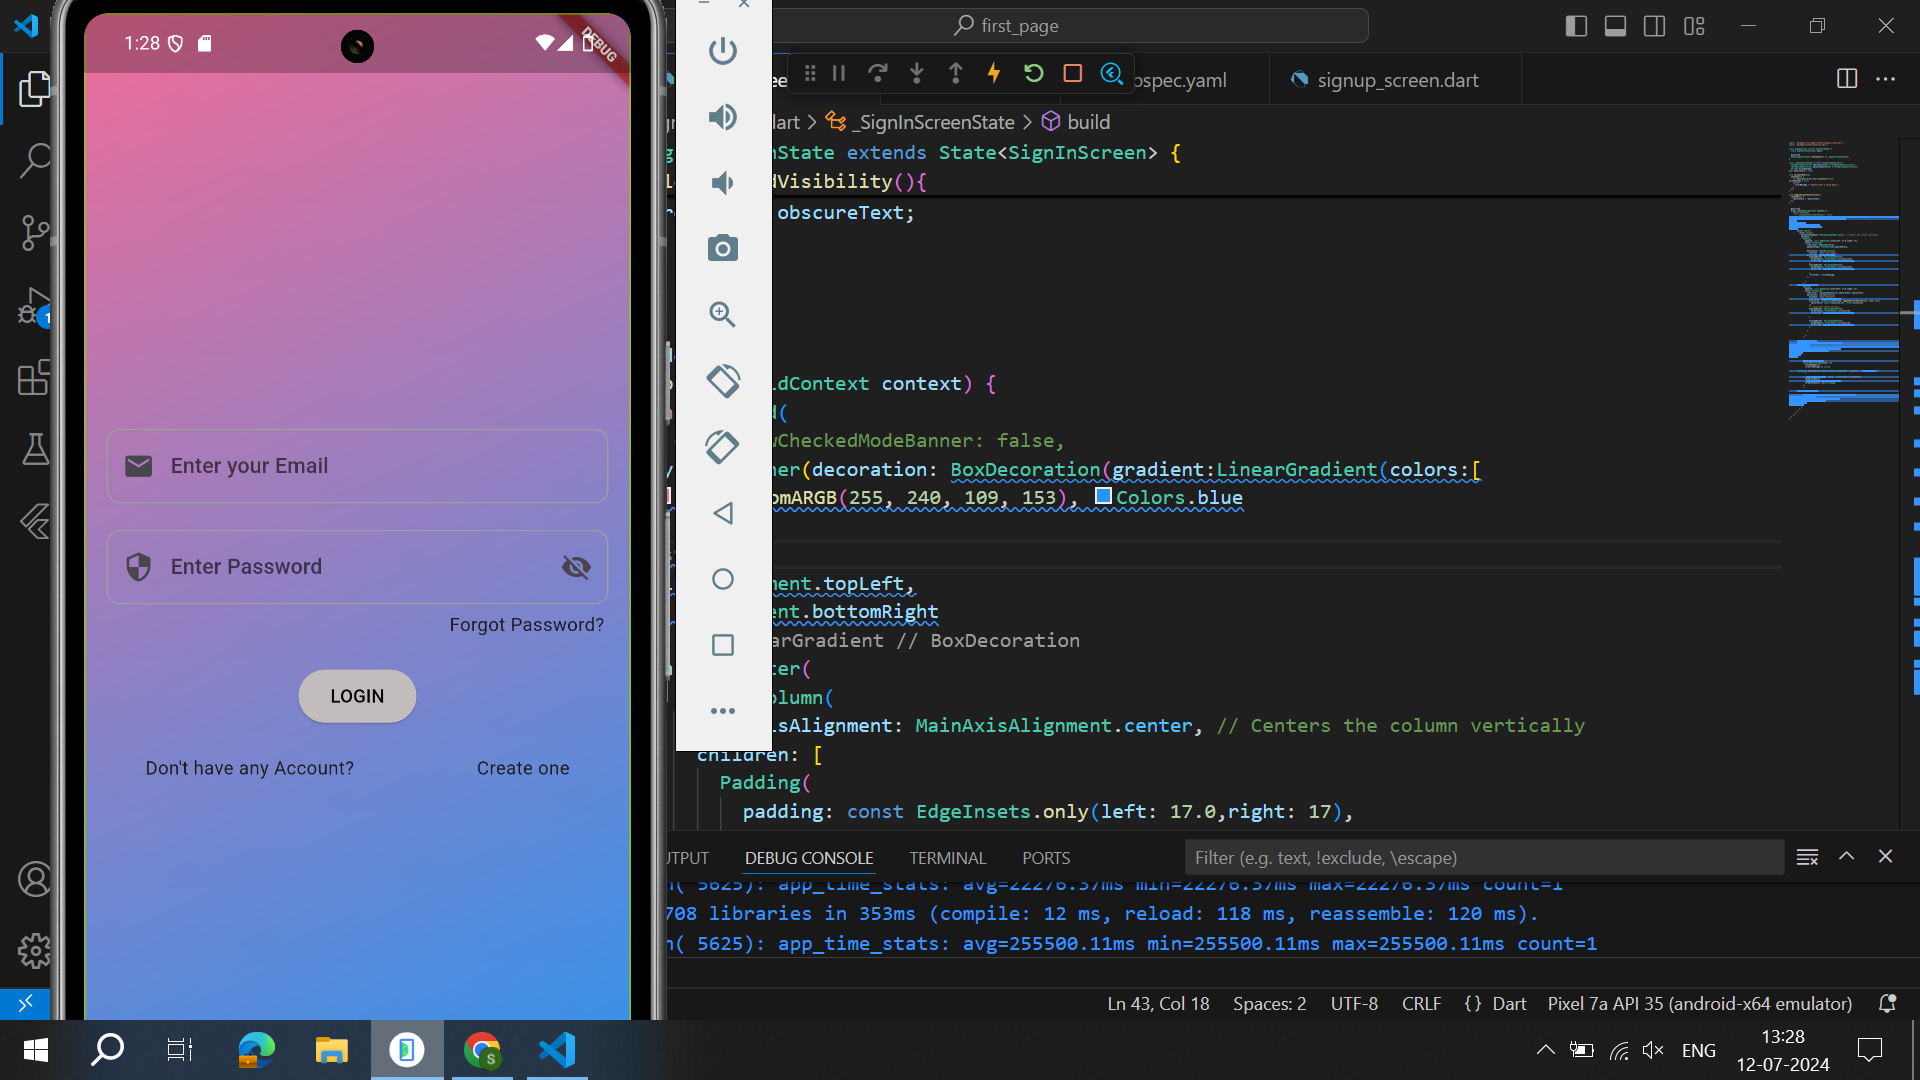 1:28
DEBUG
Enter your Email
Enter Password
Forgot Password?
LOGIN
Don't have any Account?
Create one
first_page
signup_screen.dart
_SignInScreenState > build
State extends State<SignInScreen> {
dVisibility(){
obscureText;
dContext context) {
wCheckedModeBanner: false,
ner(decoration: BoxDecoration(gradient:LinearGradient(colors:[
omARGB(255, 240, 109, 153), Colors.blue
ment.topLeft,
ent.bottomRight
arGradient // BoxDecoration
ter(
olumn(
isAlignment: MainAxisAlignment.center, // Centers the column vertically
children: [
Padding(
padding: const EdgeInsets.only(left: 17.0,right: 17),
UTPUT DEBUG CONSOLE TERMINAL PORTS
Filter (e.g. text, !exclude, \escape)
( 5625): app_time_stats: avg=22276.37ms min=22276.37ms max=22276.37ms count=1
708 libraries in 353ms (compile: 12 ms, reload: 118 ms, reassemble: 120 ms).
( 5625): app_time_stats: avg=255500.11ms min=255500.11ms max=255500.11ms count=1
Ln 43, Col 18 Spaces: 2 UTF-8 CRLF {} Dart Pixel 7a API 35 (android-x64 emulator)
ENG
13:28
12-07-2024